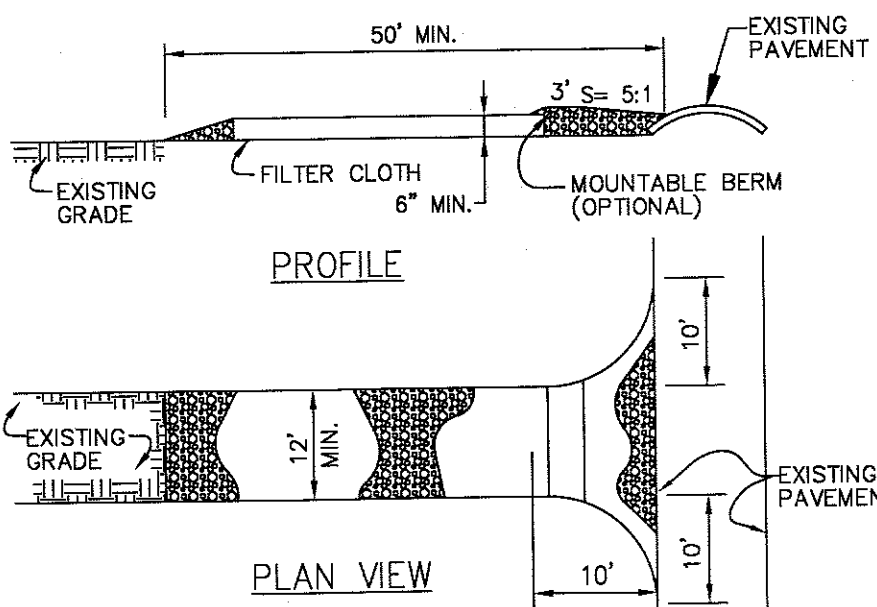 50' MIN.
EXISTING
PAVEMENT
3' S= 5:1
FILTER CLOTH
EXISTING
GRADE
6" MIN.
MOUNTABLE BERM
(OPTIONAL)
PROFILE
10'
EXISTING
GRADE
12'
MIN.
EXISTING
PAVEMEN
10'
10'
PLAN VIEW